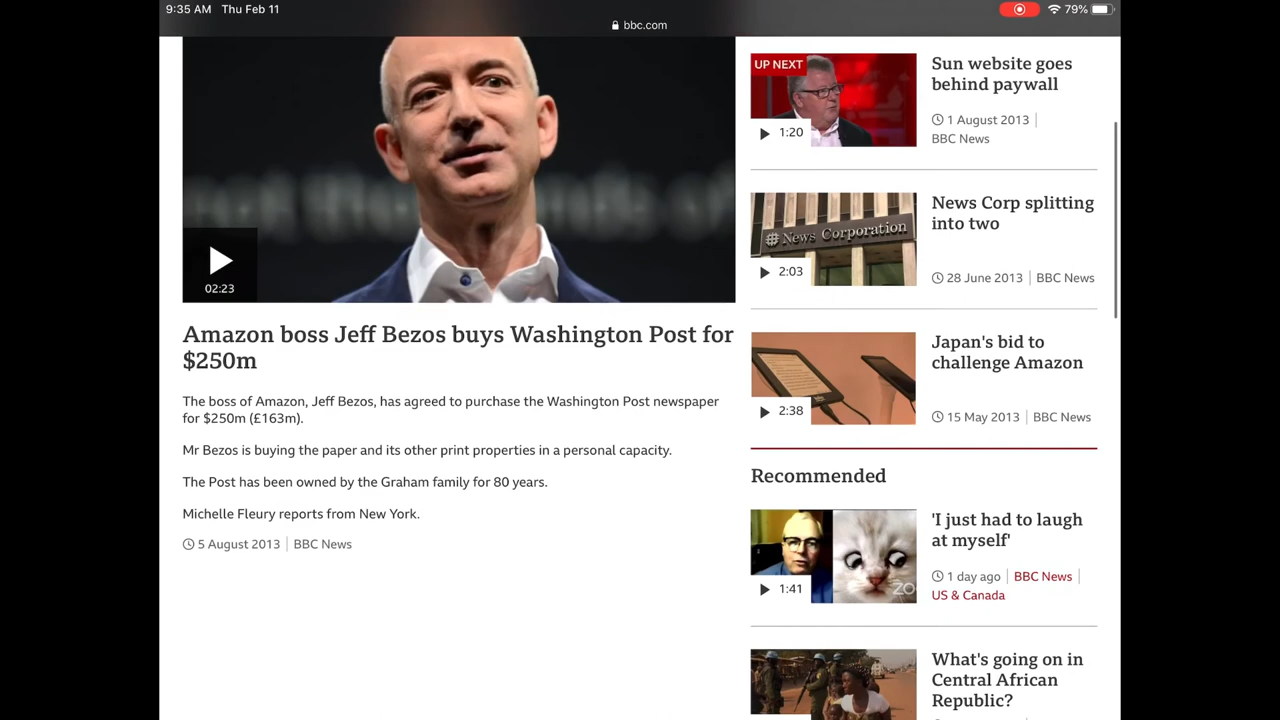 9:35 AM Thu Feb 11
79%
bbc.com
02:23
Amazon boss Jeff Bezos buys Washington Post for
$250m
The boss of Amazon, Jeff Bezos, has agreed to purchase the Washington Post newspaper
for $250m (£163m).
Mr Bezos is buying the paper and its other print properties in a personal capacity.
The Post has been owned by the Graham family for 80 years.
Michelle Fleury reports from New York.
5 August 2013 | BBC News
UP NEXT
1:20
Sun website goes
behind paywall
1 August 2013 |
BBC News
News Corporation
2:03
News Corp splitting
into two
28 June 2013 | BBC News
2:38
Japan's bid to
challenge Amazon
15 May 2013 | BBC News
Recommended
1:41
ZO
'I just had to laugh
at myself'
1 day ago | BBC News |
US & Canada
What's going on in
Central African
Republic?